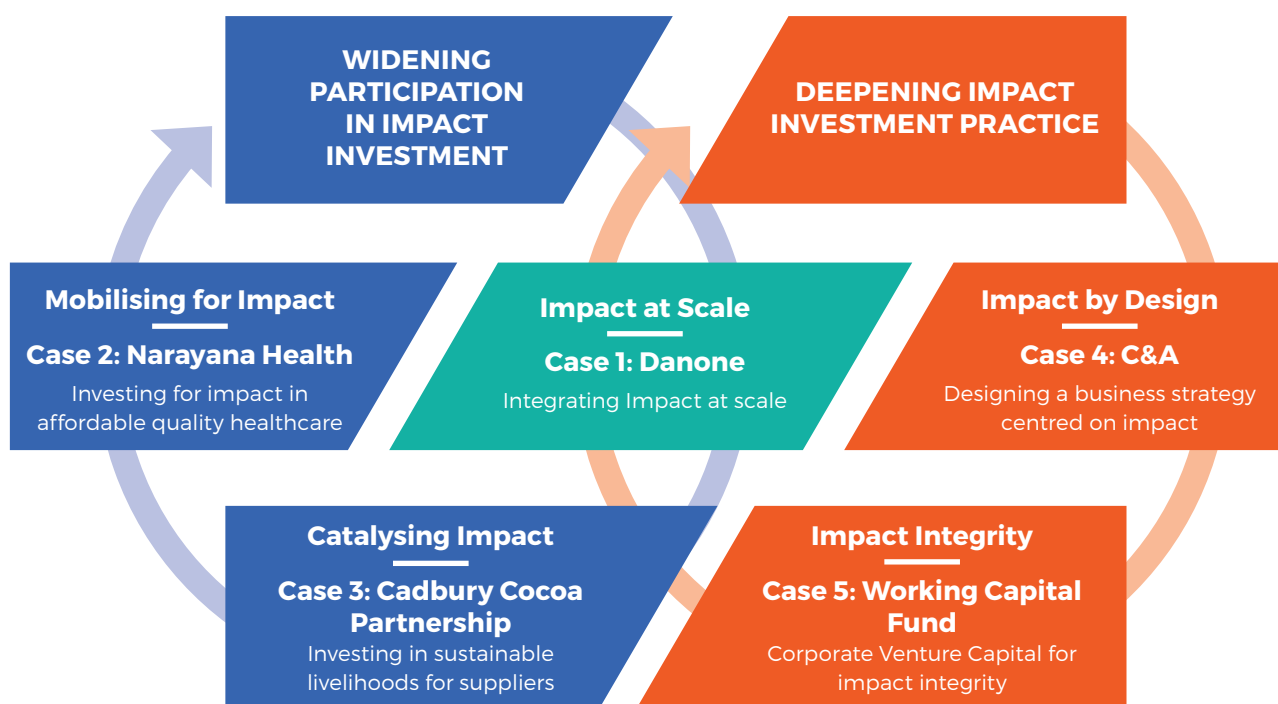 WIDENING
PARTICIPATION
IN IMPACT
INVESTMENT
DEEPENING IMPACT
INVESTMENT PRACTICE
Mobilising for Impact
Case 2: Narayana Health
Investing for impact in
affordable quality healthcare
Impact at Scale
Case 1: Danone
Integrating Impact at scale
Impact by Design
Case 4: C&A
Designing a business strategy
centred on impact
Catalysing Impact
Case 3: Cadbury Cocoa
Partnership
Investing in sustainable
livelihoods for suppliers
Impact Integrity
Case 5: Working Capital
Fund
Corporate Venture Capital for
impact integrity